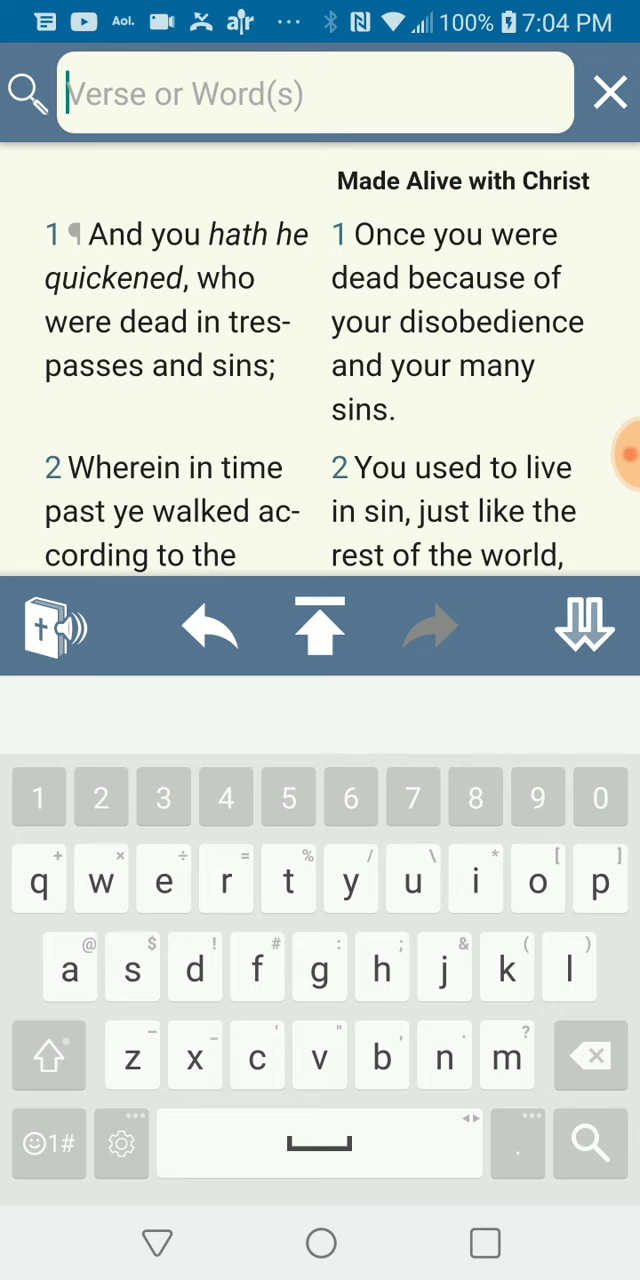 Aol. ajr ... 100% 7:04 PM
Verse or Word(s)
Made Alive with Christ
1 ¶ And you hath he
quickened, who
were dead in tres-
passes and sins;
1 Once you were
dead because of
your disobedience
and your many
sins.
2 Wherein in time
past ye walked ac-
cording to the
2 You used to live
in sin, just like the
rest of the world,
1 2 3 4 5 6 7 8 9 0
+ × ÷ = % / \ * [ ]
q w e r t y u i o p
@ $ ! # : ; & ( )
a s d f g h j k l
– _ ' " , . ?
z x c v b n m
1# .